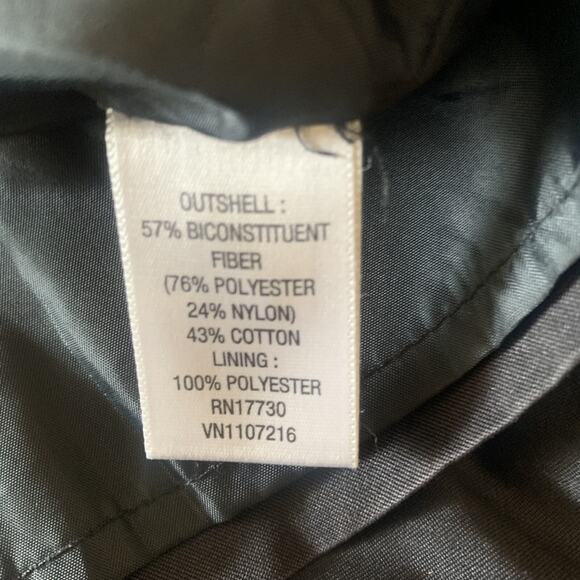 OUTSHELL :
57% BICONSTITUENT
FIBER
(76% POLYESTER
24% NYLON)
43% COTTON
LINING :
100% POLYESTER
RN17730
VN1107216